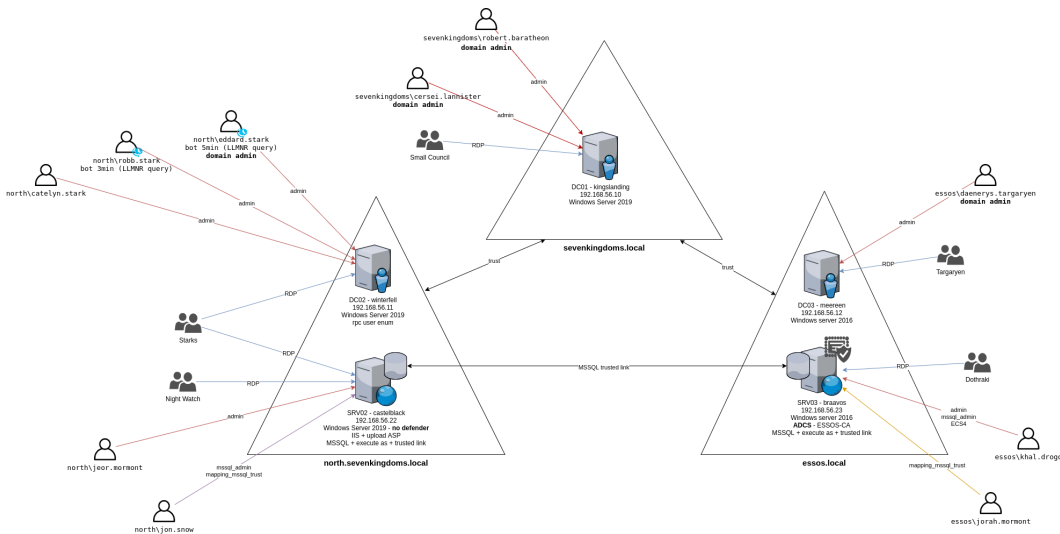 sevenkingdoms\robert.baratheon
domain admin
admin
sevenkingdoms\cersei.lannister
domain admin
admin
Small Council
RDP
DC01 - kingslanding
192.168.56.10
Windows Server 2019
sevenkingdoms.local
trust
trust
north\eddard.stark
bot 5min (LLMNR query)
domain admin
admin
north\robb.stark
bot 3min (LLMNR query)
admin
north\catelyn.stark
admin
DC02 - winterfell
192.168.56.11
Windows Server 2019
rpc user enum
Starks
RDP
RDP
Night Watch
RDP
SRV02 - castelblack
192.168.56.22
Windows Server 2019 - no defender
IIS + upload ASP
MSSQL + execute as + trusted link
north.sevenkingdoms.local
north\jeor.mormont
admin
north\jon.snow
mssql_admin
mapping_mssql_trust
MSSQL trusted link
essos\daenerys.targaryen
domain admin
admin
Targaryen
RDP
DC03 - meereen
192.168.56.12
Windows server 2016
Dothraki
RDP
SRV03 - braavos
192.168.56.23
Windows server 2016
ADCS - ESSOS-CA
MSSQL + execute as + trusted link
essos.local
admin
mssql_admin
ECS4
essos\khal.drogo
mapping_mssql_trust
essos\jorah.mormont